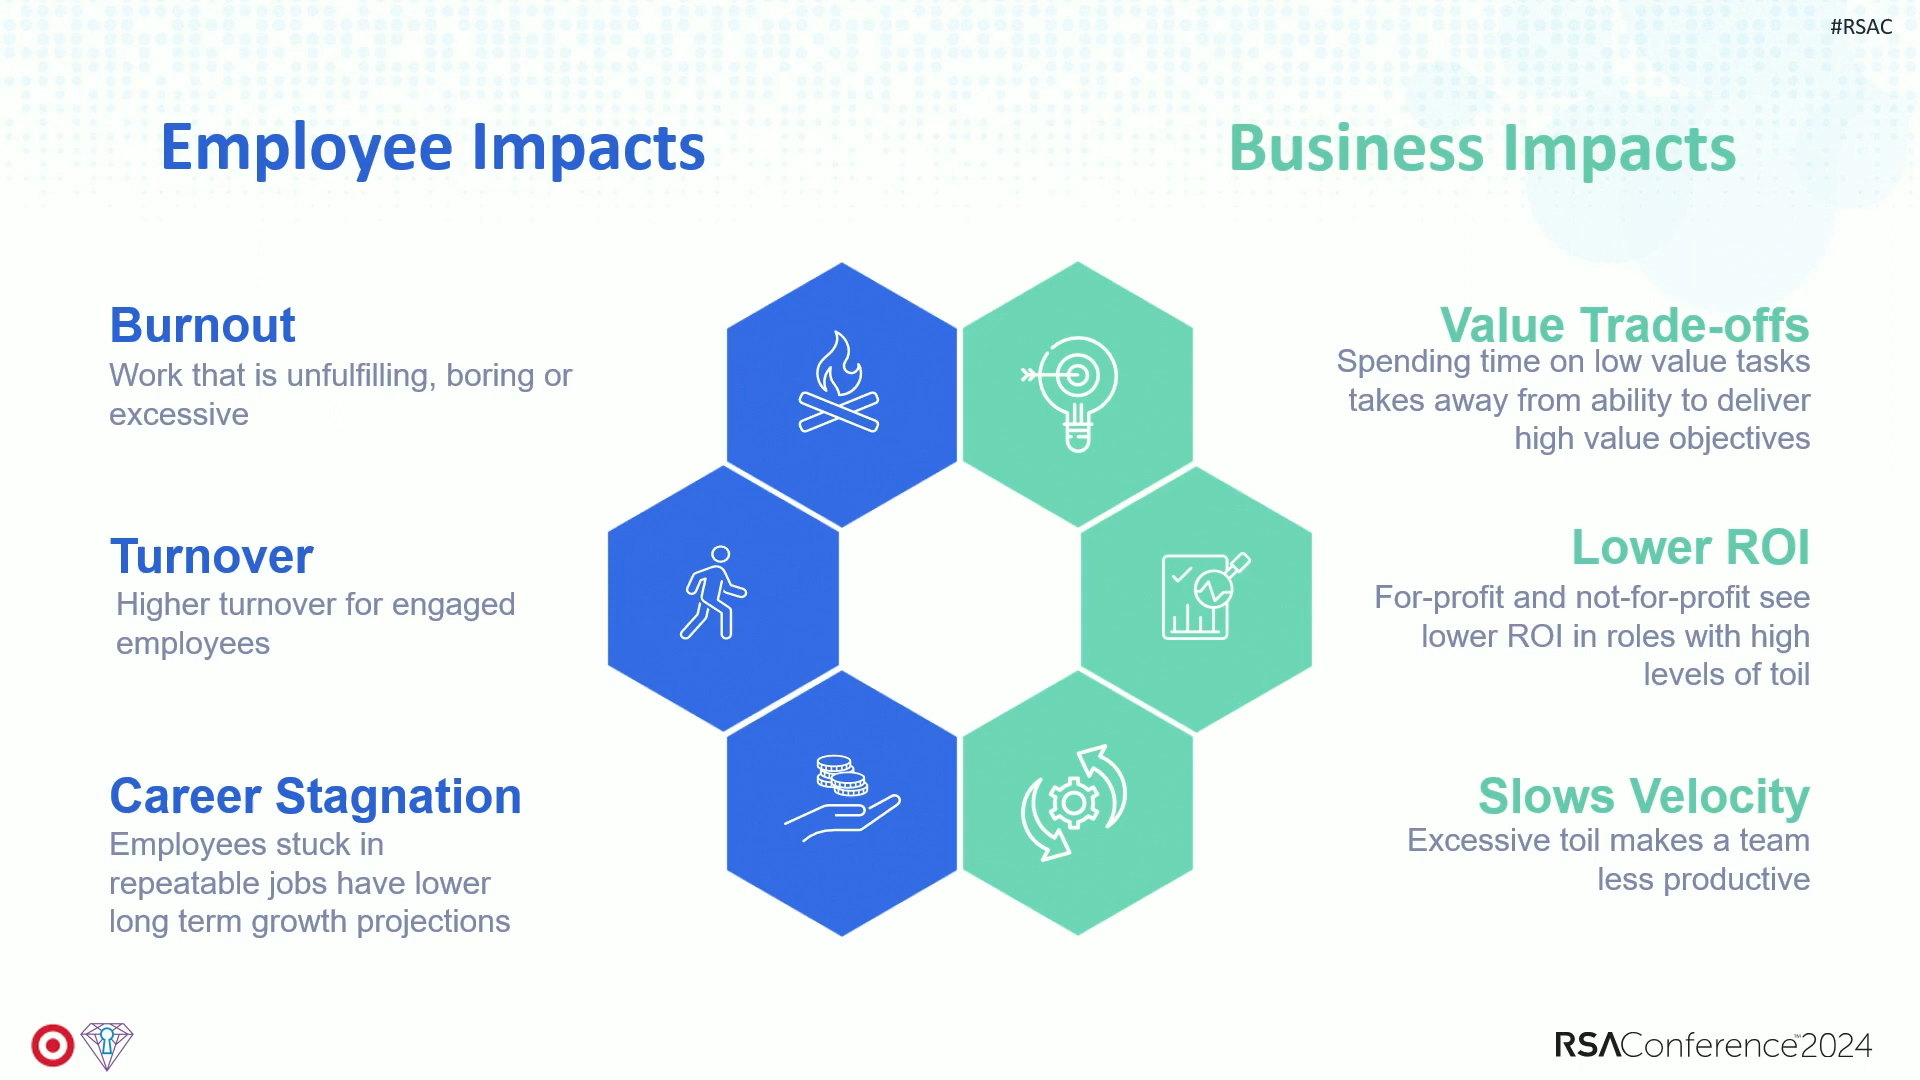 #RSAC
Employee Impacts
Business Impacts
Burnout
Work that is unfulfilling, boring or
excessive
Turnover
Higher turnover for engaged
employees
Career Stagnation
Employees stuck in
repeatable jobs have lower
long term growth projections
Value Trade-offs
Spending time on low value tasks
takes away from ability to deliver
high value objectives
Lower ROI
For-profit and not-for-profit see
lower ROI in roles with high
levels of toil
Slows Velocity
Excessive toil makes a team
less productive
RSAConference™2024